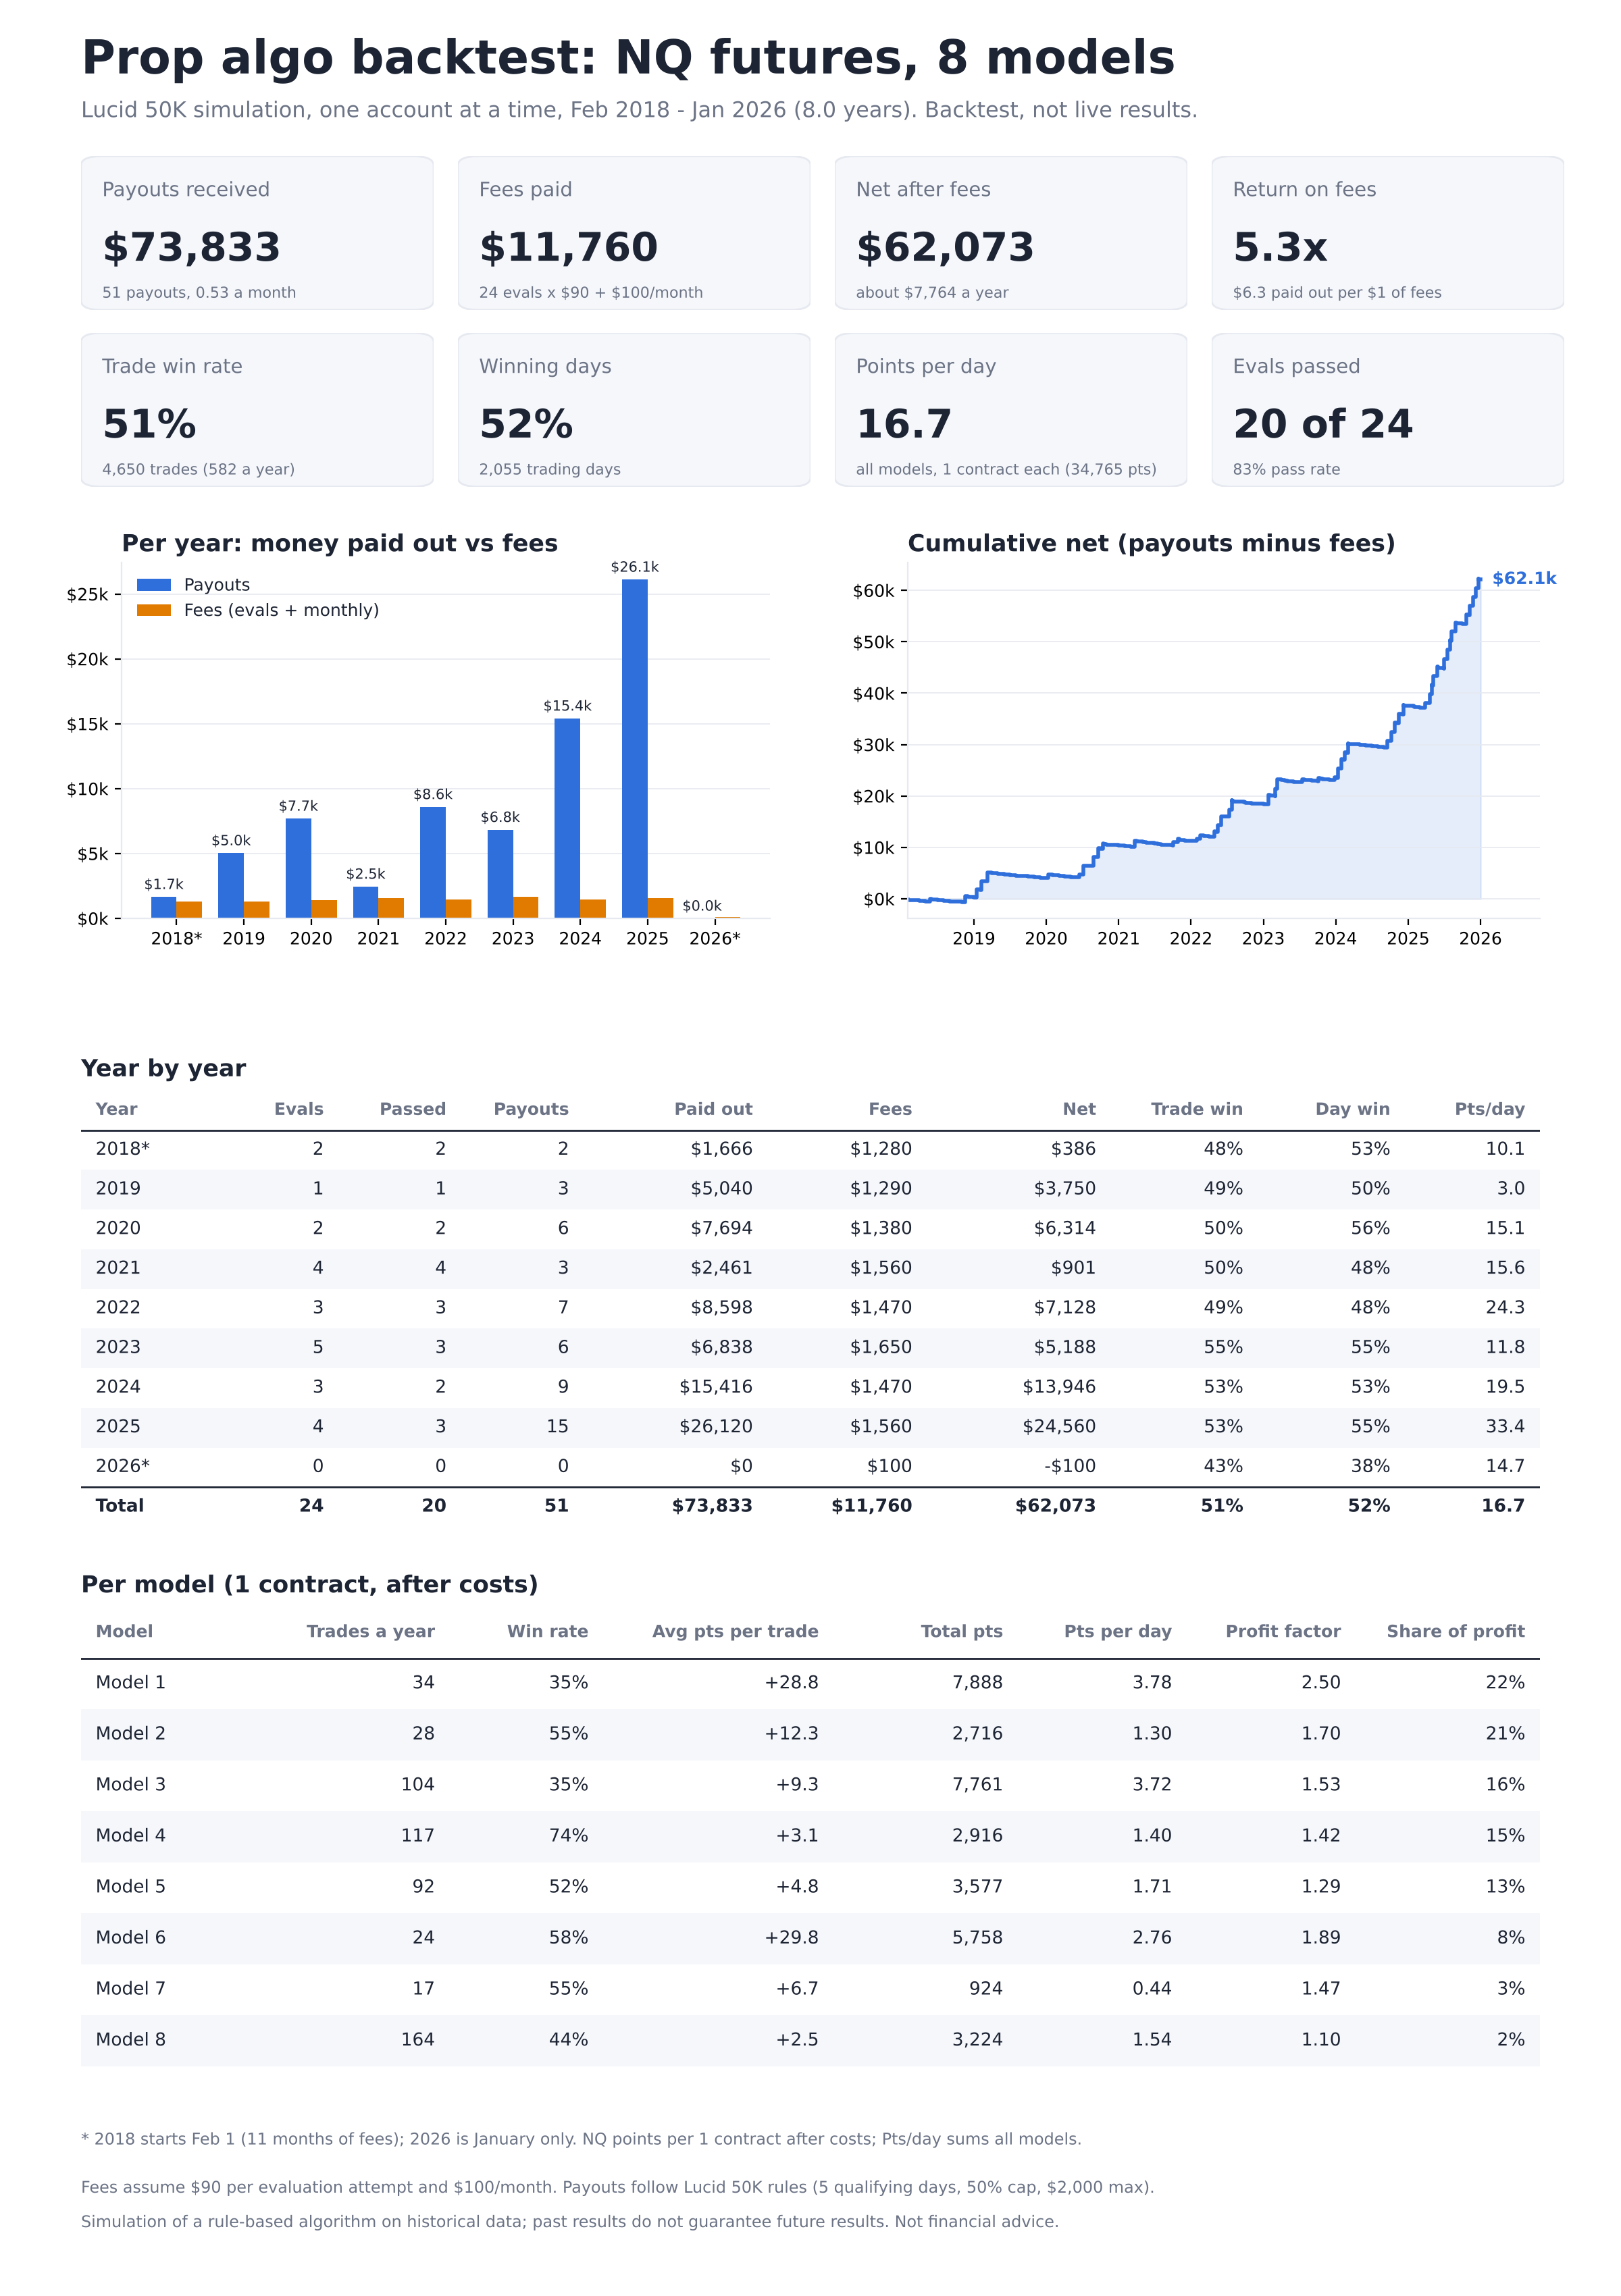 Prop algo backtest: NQ futures, 8 models
Lucid 50K simulation, one account at a time, Feb 2018 - Jan 2026 (8.0 years). Backtest, not live results.
Payouts received
$73,833
51 payouts, 0.53 a month
Fees paid
$11,760
24 evals x $90 + $100/month
Net after fees
$62,073
about $7,764 a year
Return on fees
5.3x
$6.3 paid out per $1 of fees
Trade win rate
51%
4,650 trades (582 a year)
Winning days
52%
2,055 trading days
Points per day
16.7
all models, 1 contract each (34,765 pts)
Evals passed
20 of 24
83% pass rate
Per year: money paid out vs fees
Payouts
Fees (evals + monthly)
$25k
$20k
$15k
$10k
$5k
$0k
$1.7k
$5.0k
$7.7k
$2.5k
$8.6k
$6.8k
$15.4k
$26.1k
$0.0k
2018* 2019 2020 2021 2022 2023 2024 2025 2026*
Cumulative net (payouts minus fees)
$62.1k
$60k
$50k
$40k
$30k
$20k
$10k
$0k
2019 2020 2021 2022 2023 2024 2025 2026
Year by year
Year Evals Passed Payouts Paid out Fees Net Trade win Day win Pts/day
2018* 2 2 2 $1,666 $1,280 $386 48% 53% 10.1
2019 1 1 3 $5,040 $1,290 $3,750 49% 50% 3.0
2020 2 2 6 $7,694 $1,380 $6,314 50% 56% 15.1
2021 4 4 3 $2,461 $1,560 $901 50% 48% 15.6
2022 3 3 7 $8,598 $1,470 $7,128 49% 48% 24.3
2023 5 3 6 $6,838 $1,650 $5,188 55% 55% 11.8
2024 3 2 9 $15,416 $1,470 $13,946 53% 53% 19.5
2025 4 3 15 $26,120 $1,560 $24,560 53% 55% 33.4
2026* 0 0 0 $0 $100 -$100 43% 38% 14.7
Total 24 20 51 $73,833 $11,760 $62,073 51% 52% 16.7
Per model (1 contract, after costs)
Model Trades a year Win rate Avg pts per trade Total pts Pts per day Profit factor Share of profit
Model 1 34 35% +28.8 7,888 3.78 2.50 22%
Model 2 28 55% +12.3 2,716 1.30 1.70 21%
Model 3 104 35% +9.3 7,761 3.72 1.53 16%
Model 4 117 74% +3.1 2,916 1.40 1.42 15%
Model 5 92 52% +4.8 3,577 1.71 1.29 13%
Model 6 24 58% +29.8 5,758 2.76 1.89 8%
Model 7 17 55% +6.7 924 0.44 1.47 3%
Model 8 164 44% +2.5 3,224 1.54 1.10 2%
* 2018 starts Feb 1 (11 months of fees); 2026 is January only. NQ points per 1 contract after costs; Pts/day sums all models.
Fees assume $90 per evaluation attempt and $100/month. Payouts follow Lucid 50K rules (5 qualifying days, 50% cap, $2,000 max).
Simulation of a rule-based algorithm on historical data; past results do not guarantee future results. Not financial advice.